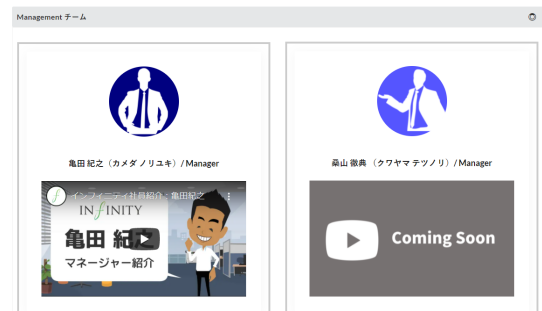 Management チーム
亀田 紀之（カメダ ノリユキ）/ Manager
インフィニティ社員紹介 - 亀田紀之
INfINITY
亀田 紀之
マネージャー紹介
桑山 徹典 （クワヤマ テツノリ）/ Manager
Coming Soon